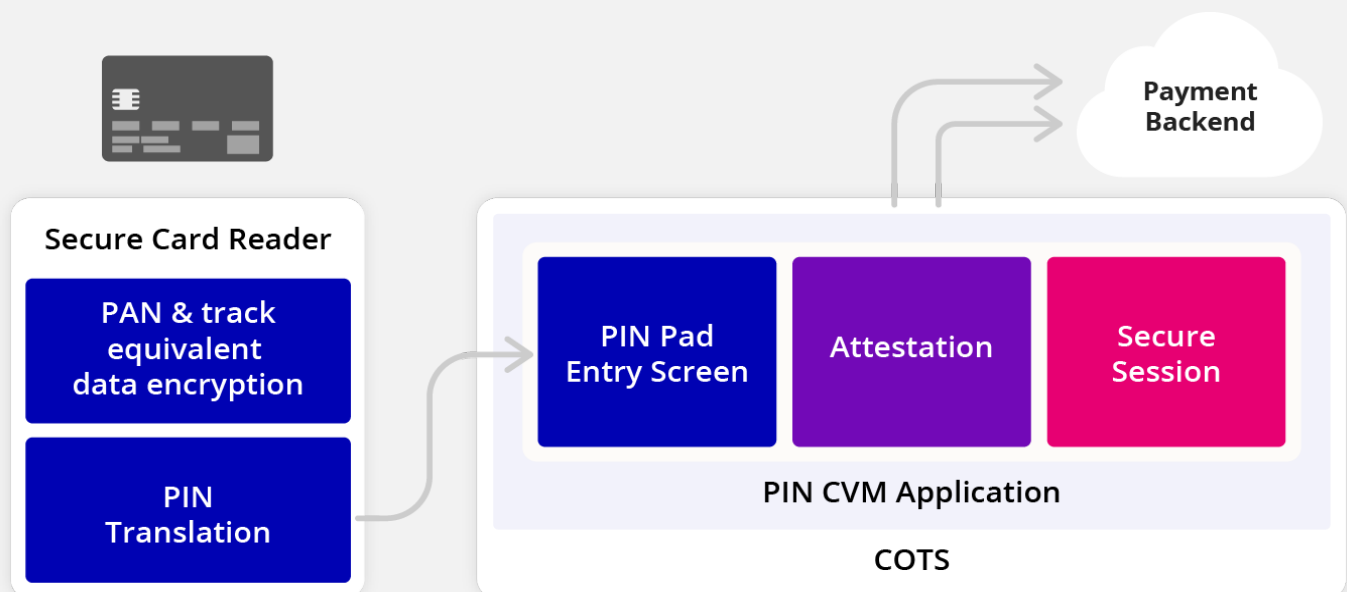 Payment
Backend
Secure Card Reader
PAN & track
equivalent
data encryption
PIN
Translation
PIN Pad
Entry Screen
Attestation
Secure
Session
PIN CVM Application
COTS